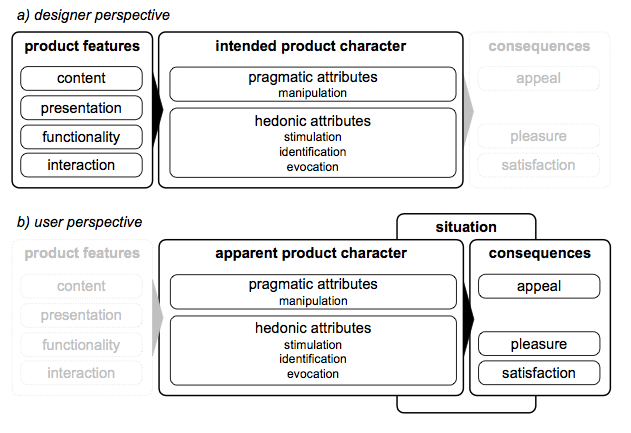 a) designer perspective
product features
content
presentation
functionality
interaction
intended product character
pragmatic attributes
manipulation
hedonic attributes
stimulation
identification
evocation
consequences
appeal
pleasure
satisfaction
b) user perspective
situation
product features
content
presentation
functionality
interaction
apparent product character
pragmatic attributes
manipulation
hedonic attributes
stimulation
identification
evocation
consequences
appeal
pleasure
satisfaction